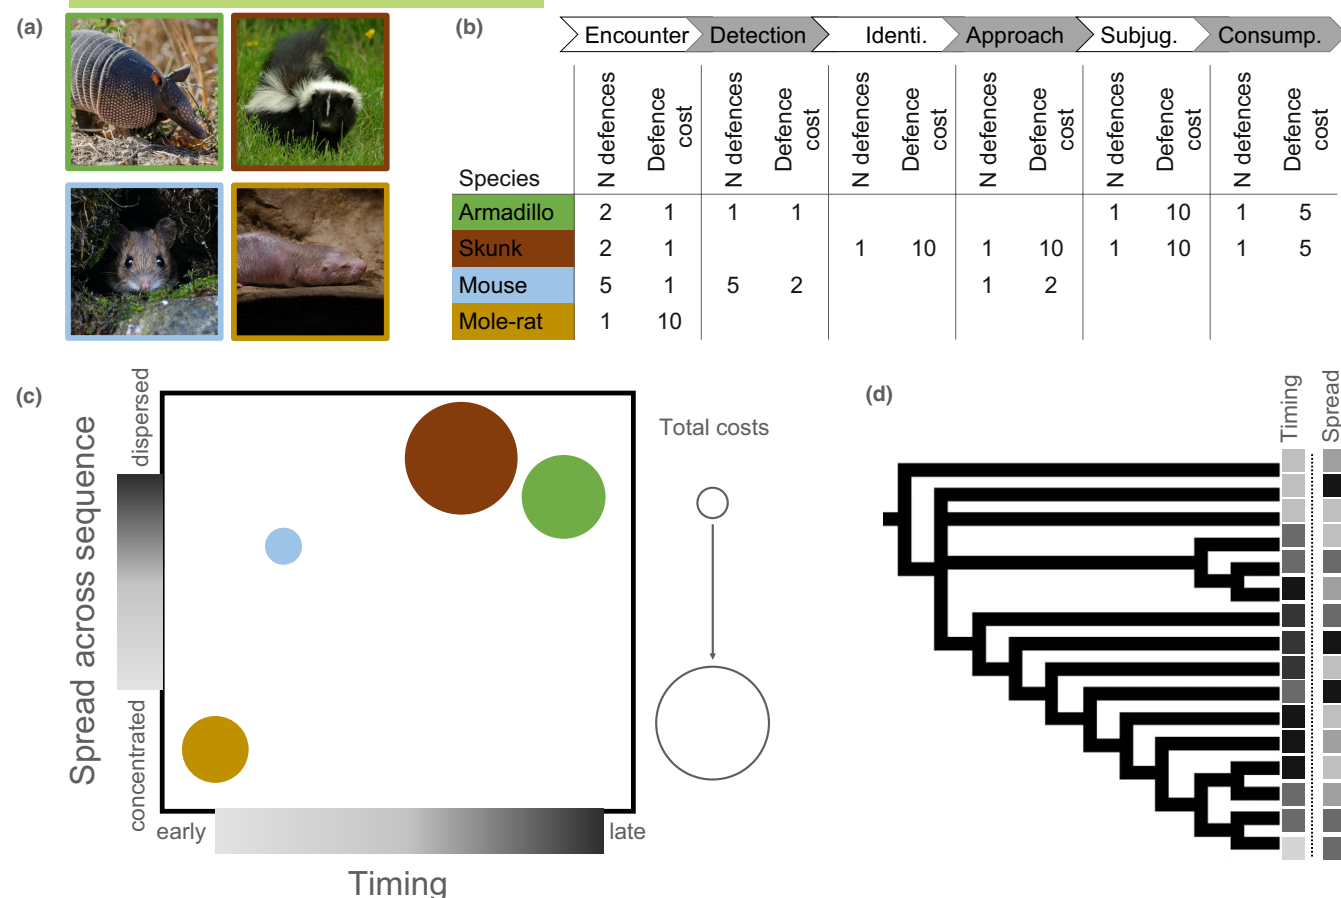 (a)
(b)
Encounter Detection Identi. Approach Subjug. Consump.
Species N defences Defence cost N defences Defence cost N defences Defence cost N defences Defence cost N defences Defence cost N defences Defence cost
Armadillo 2 1 1 1 1 10 1 5
Skunk 2 1 1 10 1 10 1 10 1 5
Mouse 5 1 5 2 1 2
Mole-rat 1 10
(c)
Spread across sequence
dispersed
concentrated
early
late
Timing
Total costs
(d)
Timing
Spread